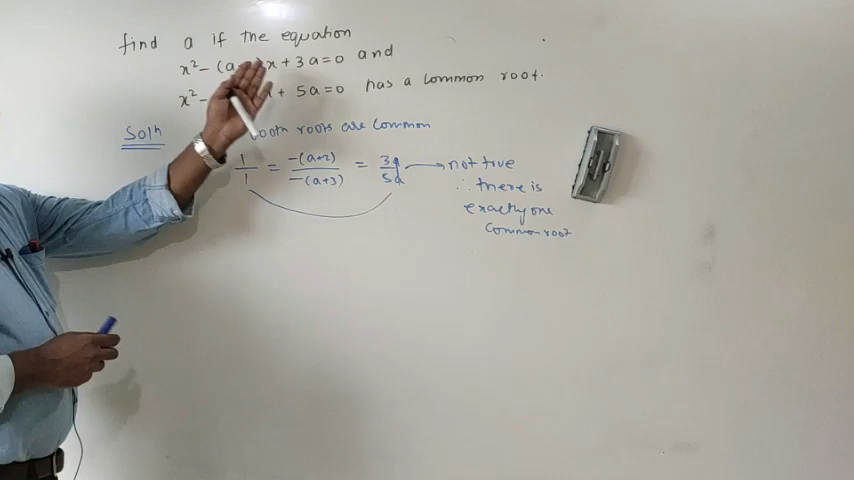 find a if the equation
x² - (a x + 3a = 0 and
x² - + 5a = 0 has a common root.
Solⁿ both roots are common
1/1 = -(a+2)/-(a+3) = 3a/5a → not true
∴ there is
exactly one
common root